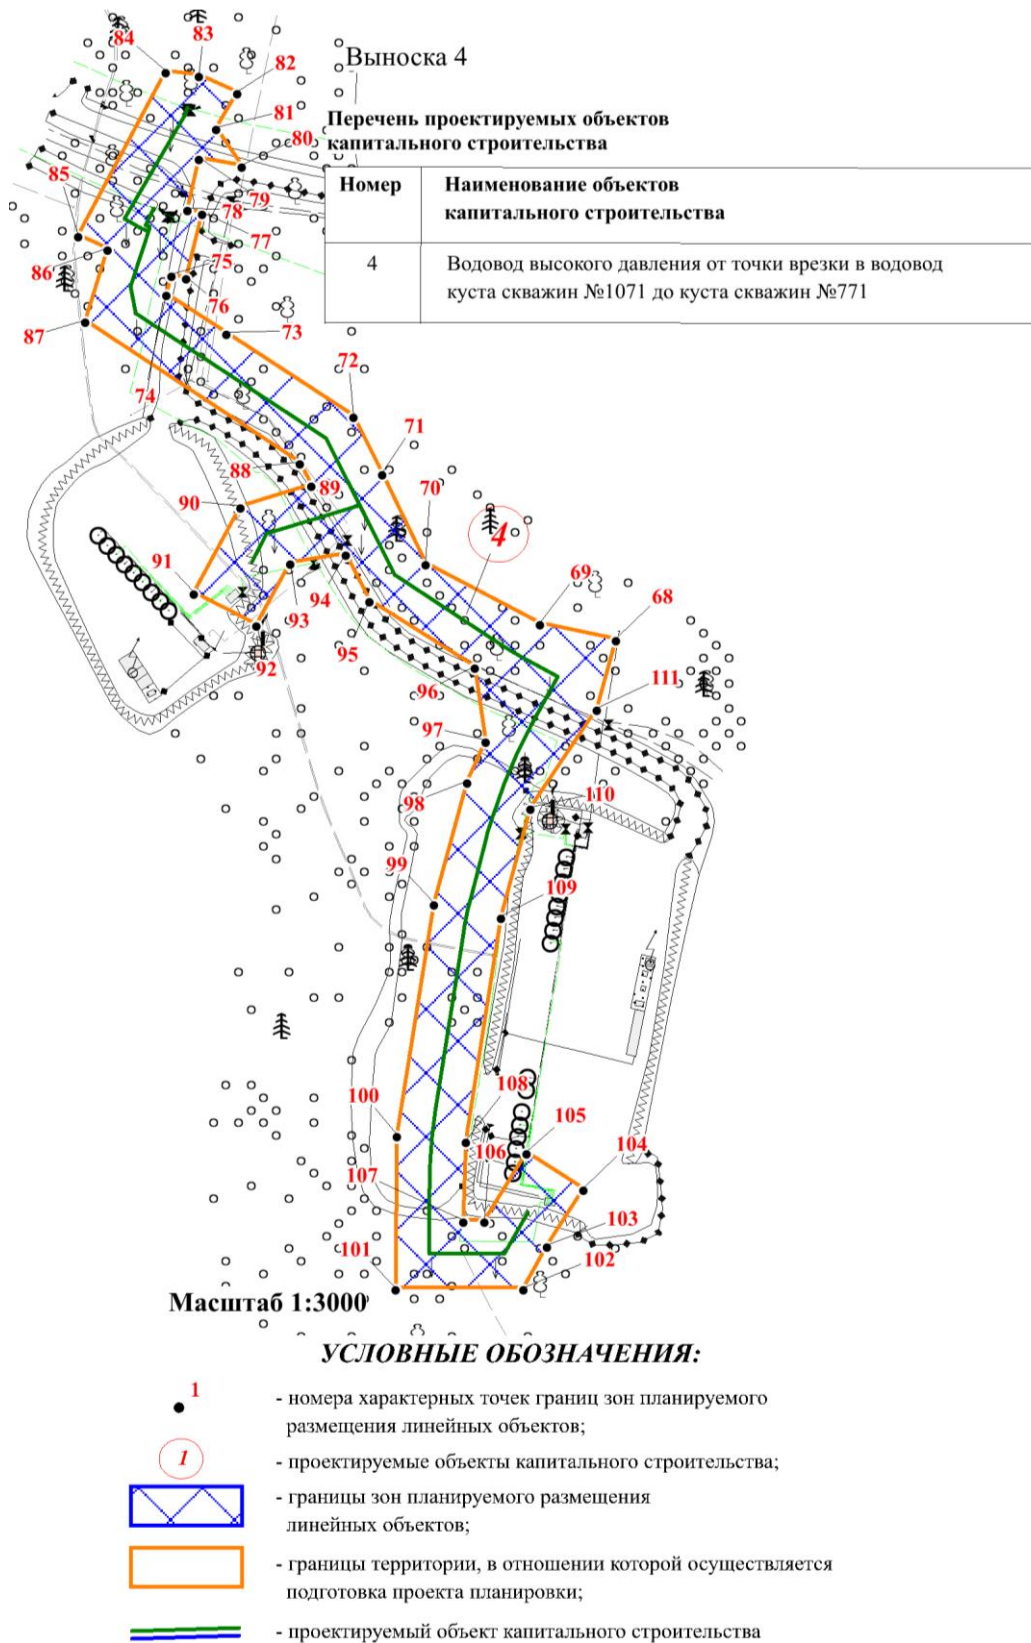 84
83
82
Выноска 4
81
80
Перечень проектируемых объектов
капитального строительства
85
79
78
77
Номер
Наименование объектов
капитального строительства
86
75
76
4
Водовод высокого давления от точки врезки в водовод
куста скважин №1071 до куста скважин №771
87
73
74
72
71
88
89
70
90
4
91
69
68
93
94
92
95
96
111
97
98
110
99
109
100
108
105
106
104
107
103
101
102
Масштаб 1:3000
УСЛОВНЫЕ ОБОЗНАЧЕНИЯ:
1
- номера характерных точек границ зон планируемого
размещения линейных объектов;
1
- проектируемые объекты капитального строительства;
- границы зон планируемого размещения
линейных объектов;
- границы территории, в отношении которой осуществляется
подготовка проекта планировки;
- проектируемый объект капитального строительства